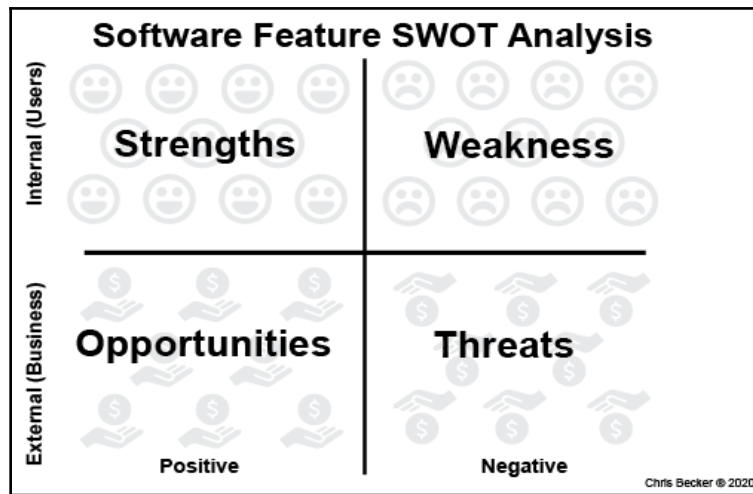 Software Feature SWOT Analysis
Internal (Users)
Strengths
Weakness
External (Business)
Opportunities
Threats
Positive
Negative
Chris Becker ® 2020